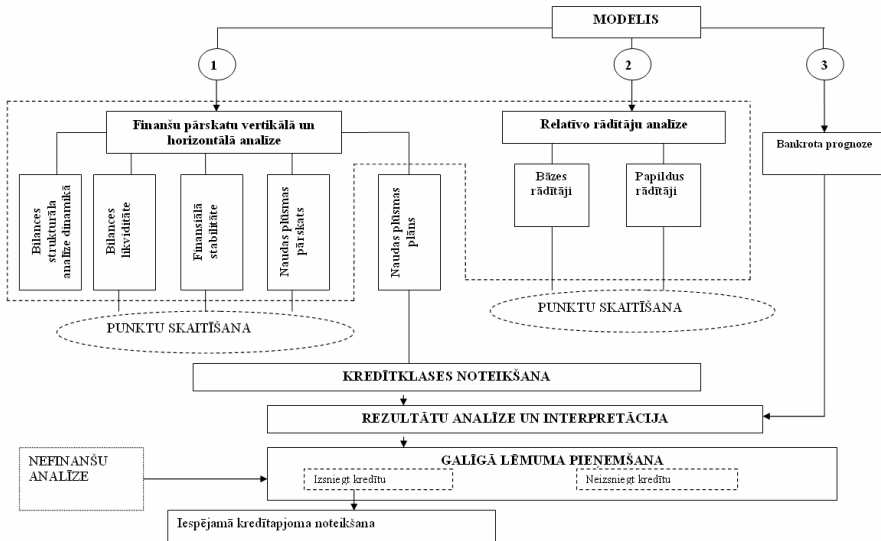 MODELIS
1
2
3
Finanšu pārskatu vertikālā un
horizontālā analīze
Relatīvo rādītāju analīze
Bankrota prognoze
Bilances
strukturāla
analīze dinamikā
Bilances
likviditāte
Finansiālā
stabilitāte
Naudas plūsmas
pārskats
Naudas plūsmas
plāns
Bāzes
rādītāji
Papildus
rādītāji
PUNKTU SKAITĪŠANA
PUNKTU SKAITĪŠANA
KREDĪTKLASES NOTEIKŠANA
REZULTĀTU ANALĪZE UN INTERPRETĀCIJA
NEFINANŠU
ANALĪZE
GALĪGĀ LĒMUMA PIEŅEMŠANA
Izsniegt kredītu
Neizsniegt kredītu
Iespējamā kredītapjoma noteikšana